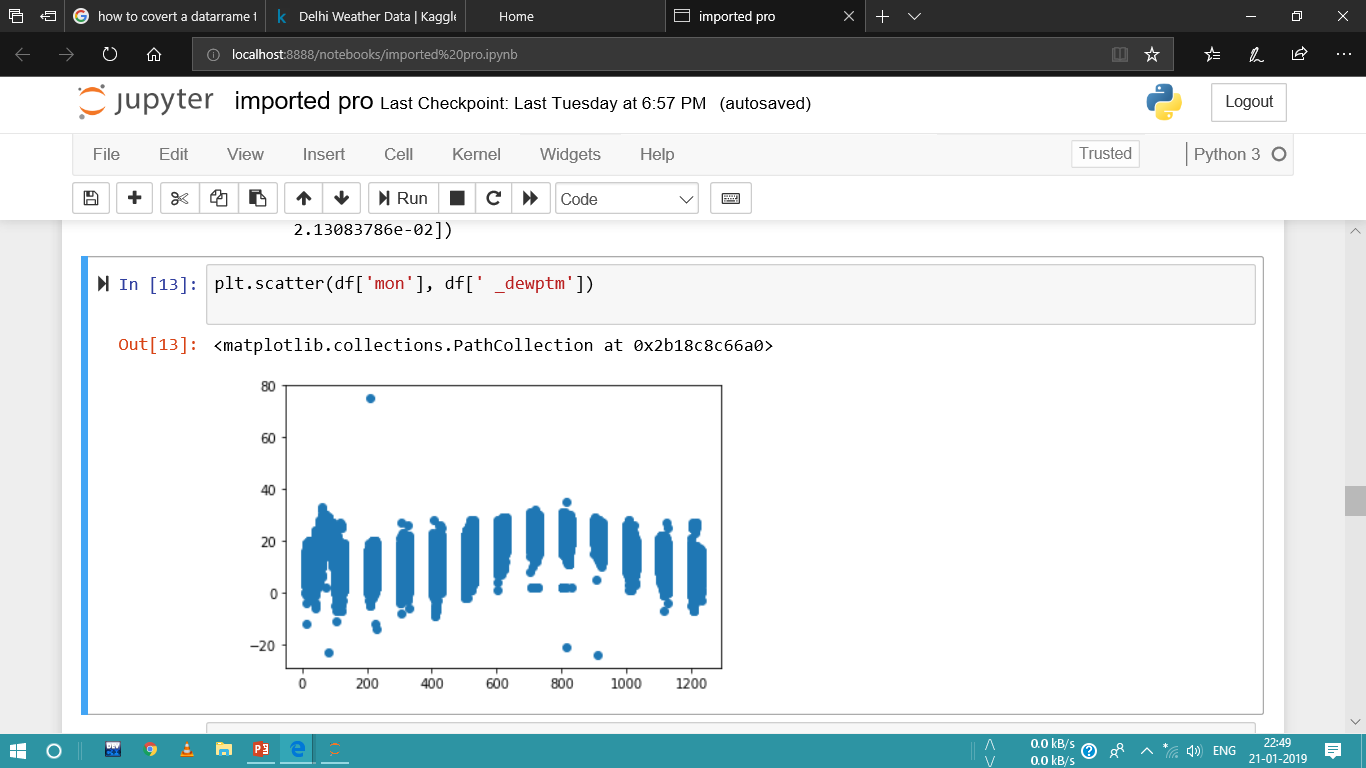 how to covert a datarrame t
Delhi Weather Data | Kaggle
Home
imported pro
localhost:8888/notebooks/imported%20pro.ipynb
jupyter imported pro Last Checkpoint: Last Tuesday at 6:57 PM (autosaved)
Logout
File Edit View Insert Cell Kernel Widgets Help
Trusted
Python 3
Run
Code
2.13083786e-02])
In [13]: plt.scatter(df['mon'], df[' _dewptm'])
Out[13]: <matplotlib.collections.PathCollection at 0x2b18c8c66a0>
80
60
40
20
0
−20
0 200 400 600 800 1000 1200
0.0 kB/s
0.0 kB/s
ENG
22:49
21-01-2019